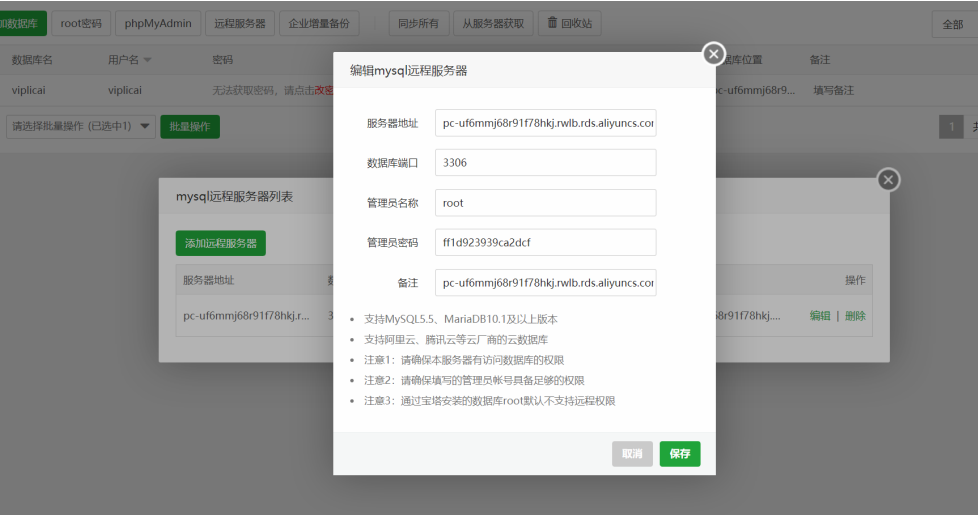 加数据库 root密码 phpMyAdmin 远程服务器 企业增量备份 同步所有 从服务器获取 回收站 全部
数据库名 用户名 密码 据库位置 备注
viplicai viplicai 无法获取密码，请点击改密 pc-uf6mmj68r9... 填写备注
请选择批量操作 (已选中1) 批量操作 1 共
mysql远程服务器列表
添加远程服务器
服务器地址 数 操作
pc-uf6mmj68r91f78hkj.r... 3 68r91f78hkj.... 编辑 | 删除
编辑mysql远程服务器
服务器地址 pc-uf6mmj68r91f78hkj.rwlb.rds.aliyuncs.cor
数据库端口 3306
管理员名称 root
管理员密码 ff1d923939ca2dcf
备注 pc-uf6mmj68r91f78hkj.rwlb.rds.aliyuncs.cor
• 支持MySQL5.5、MariaDB10.1及以上版本
• 支持阿里云、腾讯云等云厂商的云数据库
• 注意1：请确保本服务器有访问数据库的权限
• 注意2：请确保填写的管理员帐号具备足够的权限
• 注意3：通过宝塔安装的数据库root默认不支持远程权限
取消 保存